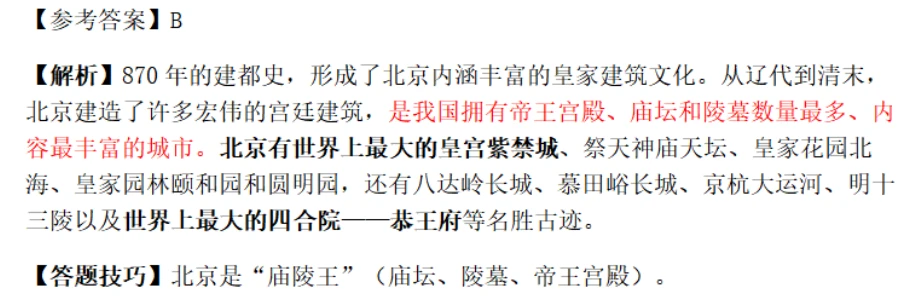 【参考答案】B
【解析】870 年的建都史，形成了北京内涵丰富的皇家建筑文化。从辽代到清末，
北京建造了许多宏伟的宫廷建筑，是我国拥有帝王宫殿、庙坛和陵墓数量最多、内
容最丰富的城市。北京有世界上最大的皇宫紫禁城、祭天神庙天坛、皇家花园北
海、皇家园林颐和园和圆明园，还有八达岭长城、慕田峪长城、京杭大运河、明十
三陵以及世界上最大的四合院——恭王府等名胜古迹。
【答题技巧】北京是“庙陵王”（庙坛、陵墓、帝王宫殿）。